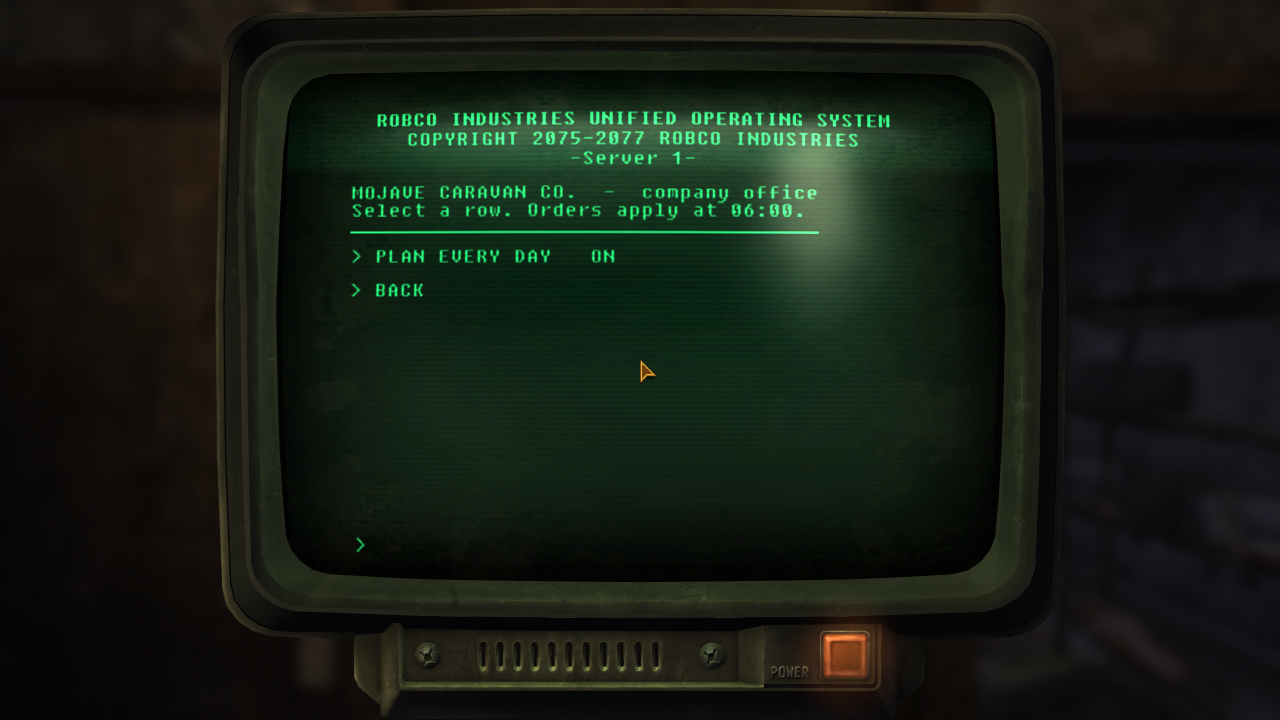 ROBCO INDUSTRIES UNIFIED OPERATING SYSTEM
COPYRIGHT 2075-2077 ROBCO INDUSTRIES
-Server 1-
MOJAVE CARAVAN CO.  -  company office
Select a row. Orders apply at 06:00.
> PLAN EVERY DAY   ON
> BACK
>
POWER